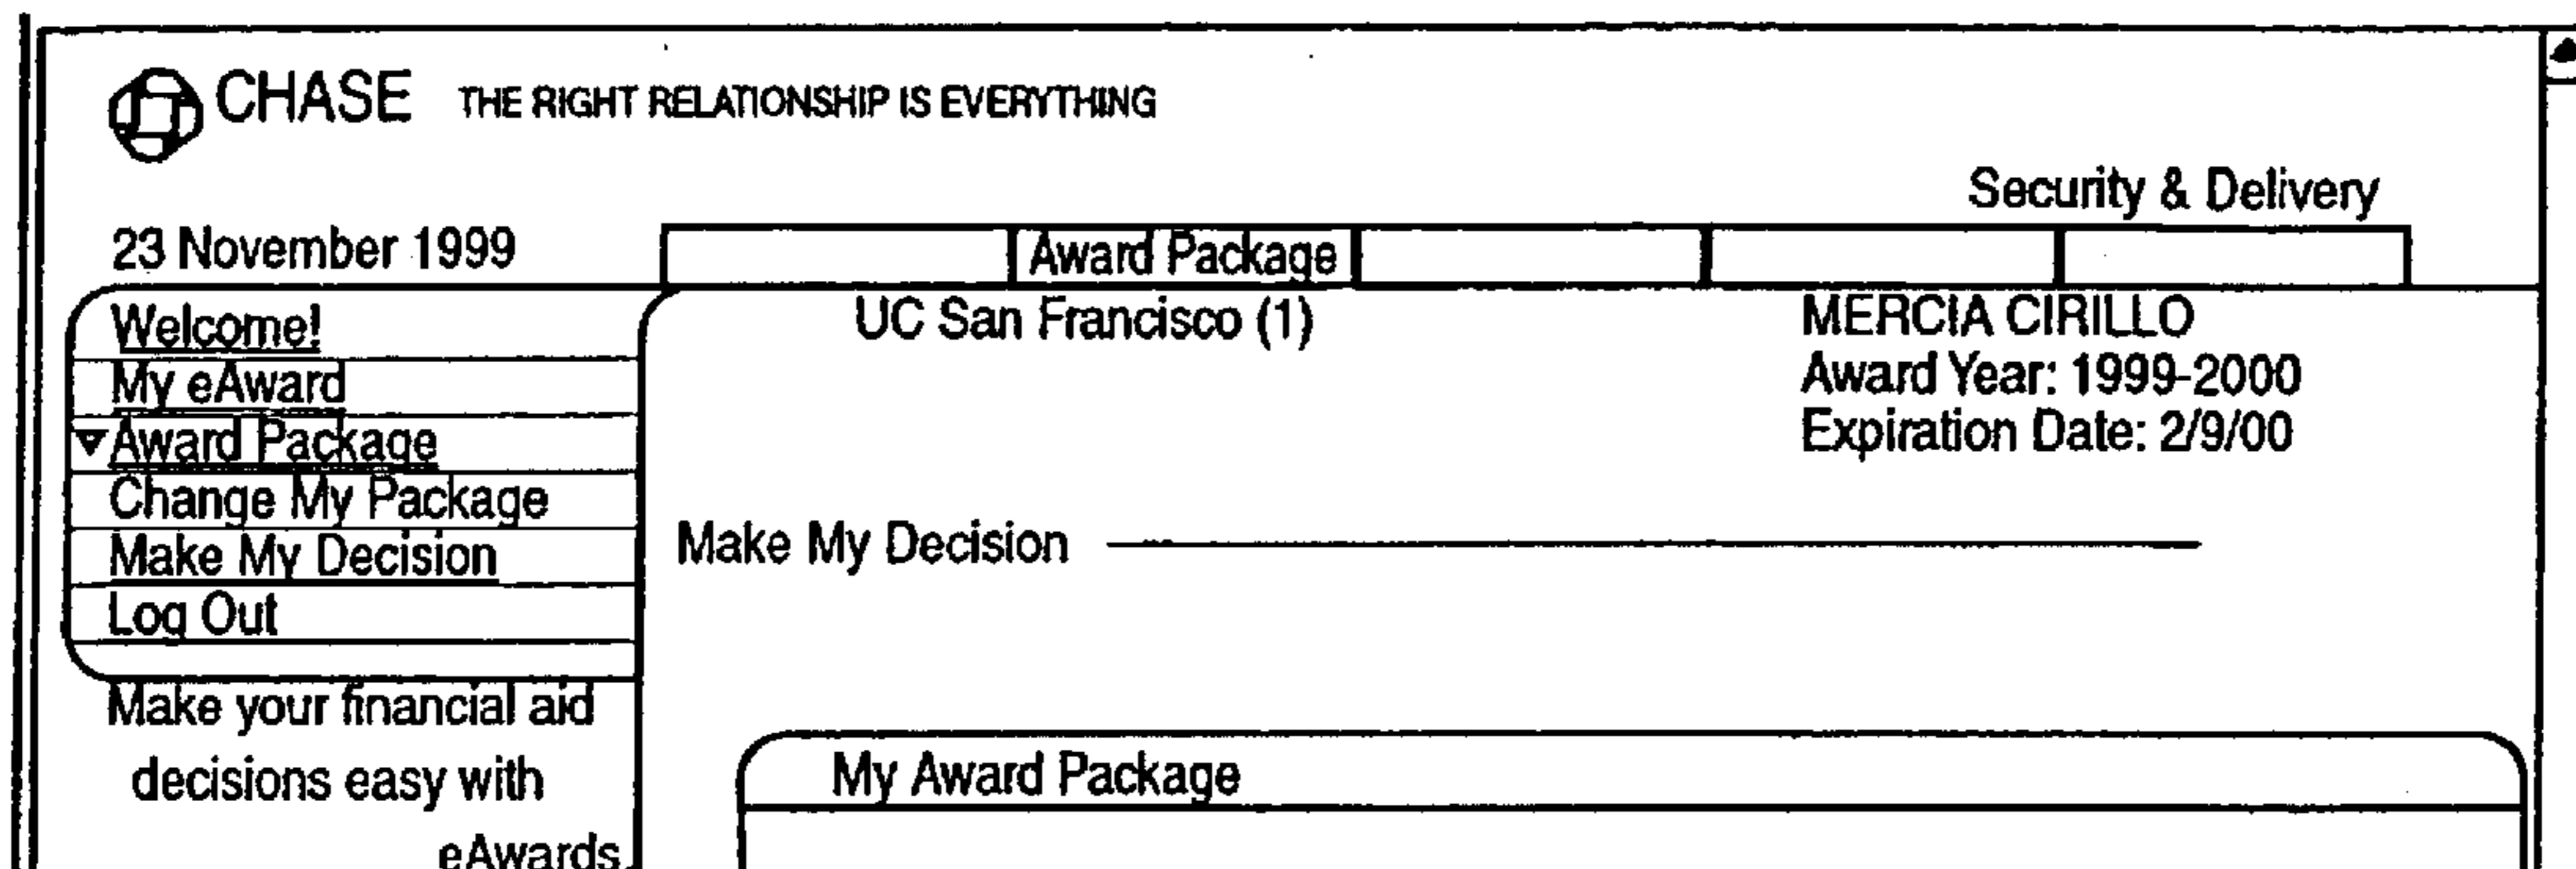 CHASE THE RIGHT RELATIONSHIP IS EVERYTHING
Security & Delivery
23 November 1999
Award Package
Welcome!
My eAward
Award Package
Change My Package
Make My Decision
Log Out
Make your financial aid
decisions easy with
eAwards.
UC San Francisco (1)
MERCIA CIRILLO
Award Year: 1999-2000
Expiration Date: 2/9/00
Make My Decision
My Award Package